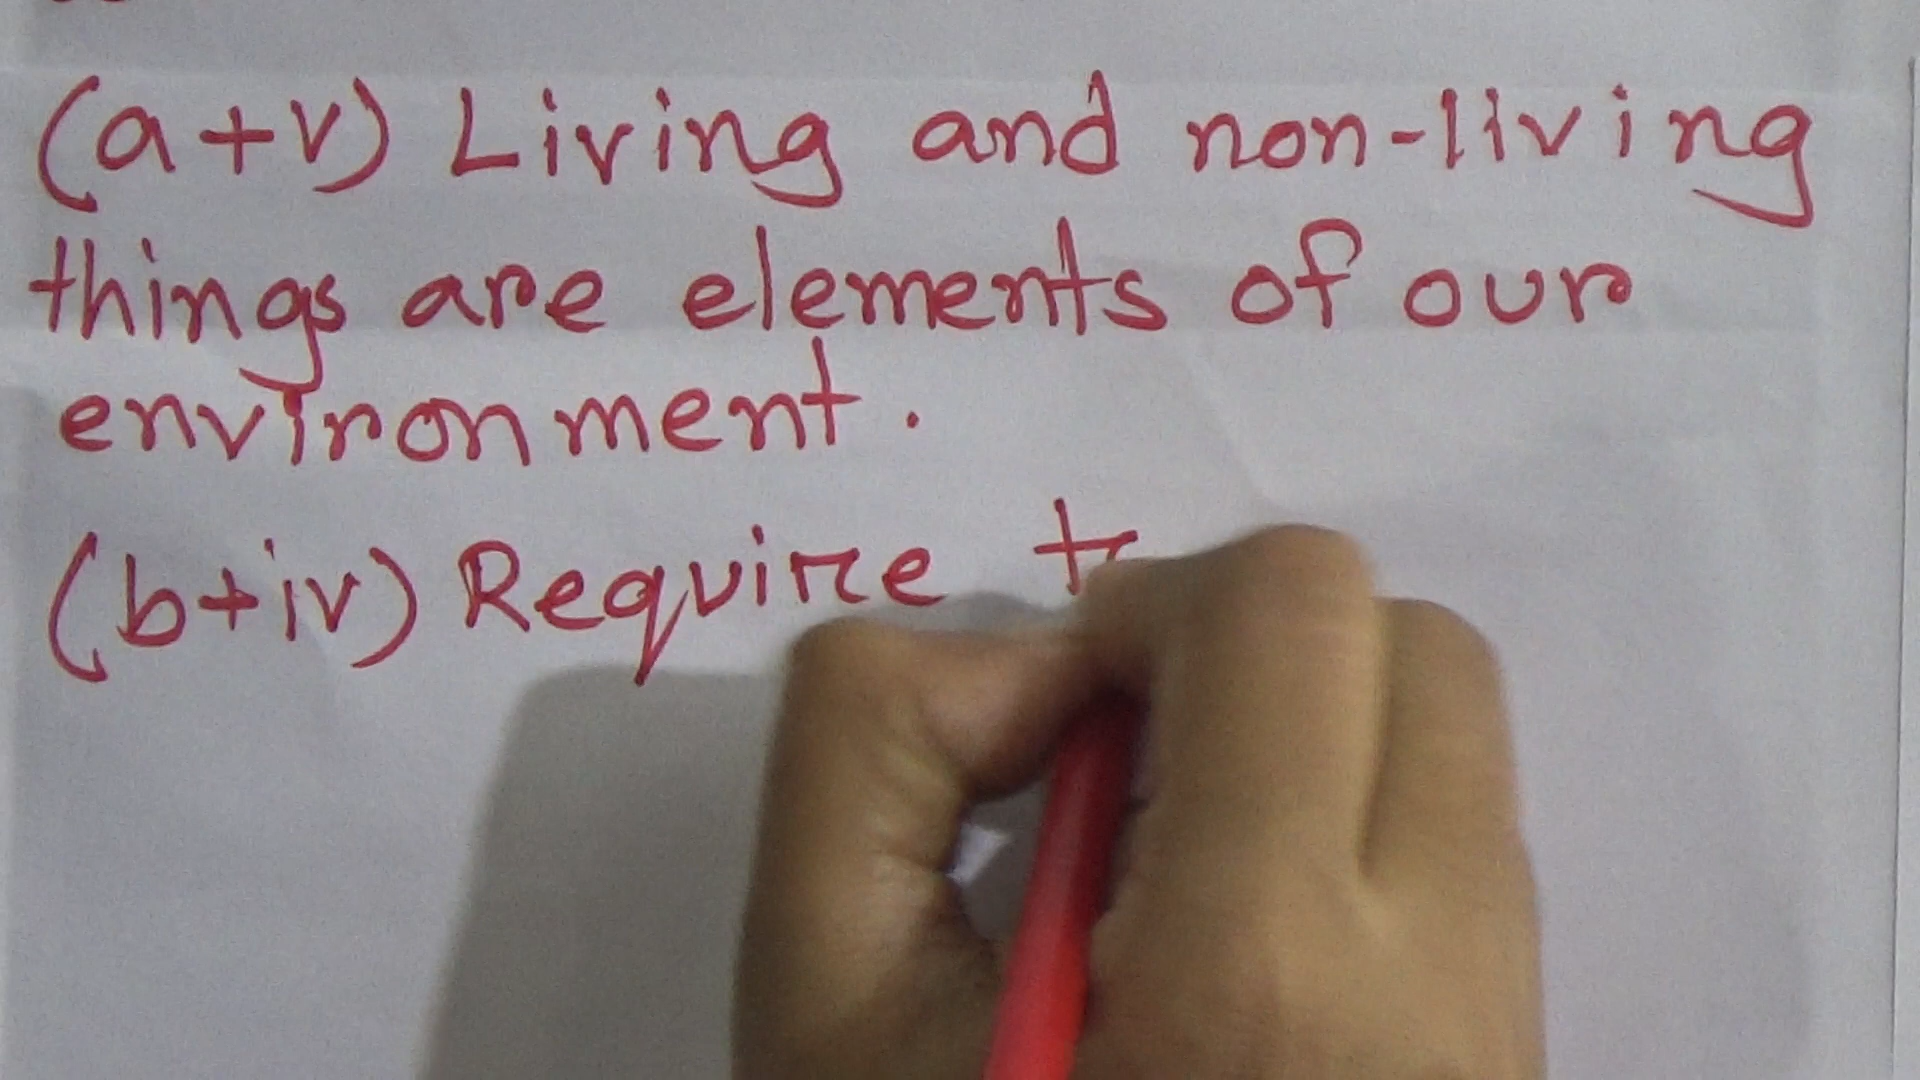 (a+v) Living and non-living
things are elements of our
environment.
(b+iv) Require